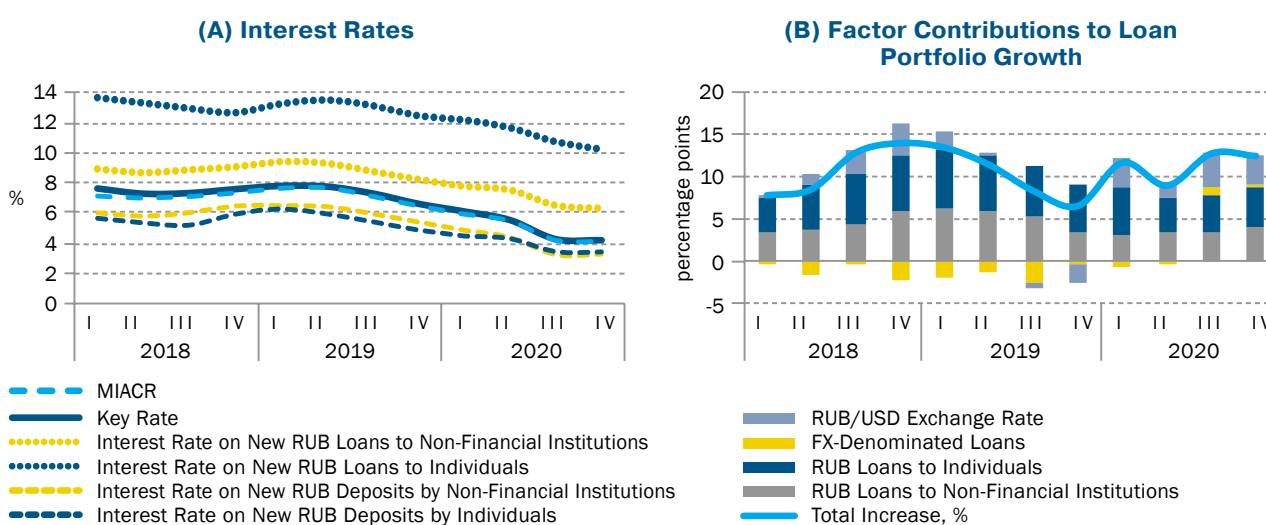 (A) Interest Rates
14
12
10
8
6
4
2
0
%
I II III IV I II III IV I II III IV
2018 2019 2020
MIACR
Key Rate
Interest Rate on New RUB Loans to Non-Financial Institutions
Interest Rate on New RUB Loans to Individuals
Interest Rate on New RUB Deposits by Non-Financial Institutions
Interest Rate on New RUB Deposits by Individuals
(B) Factor Contributions to Loan
Portfolio Growth
20
15
10
5
0
-5
percentage points
I II III IV I II III IV I II III IV
2018 2019 2020
RUB/USD Exchange Rate
FX-Denominated Loans
RUB Loans to Individuals
RUB Loans to Non-Financial Institutions
Total Increase, %